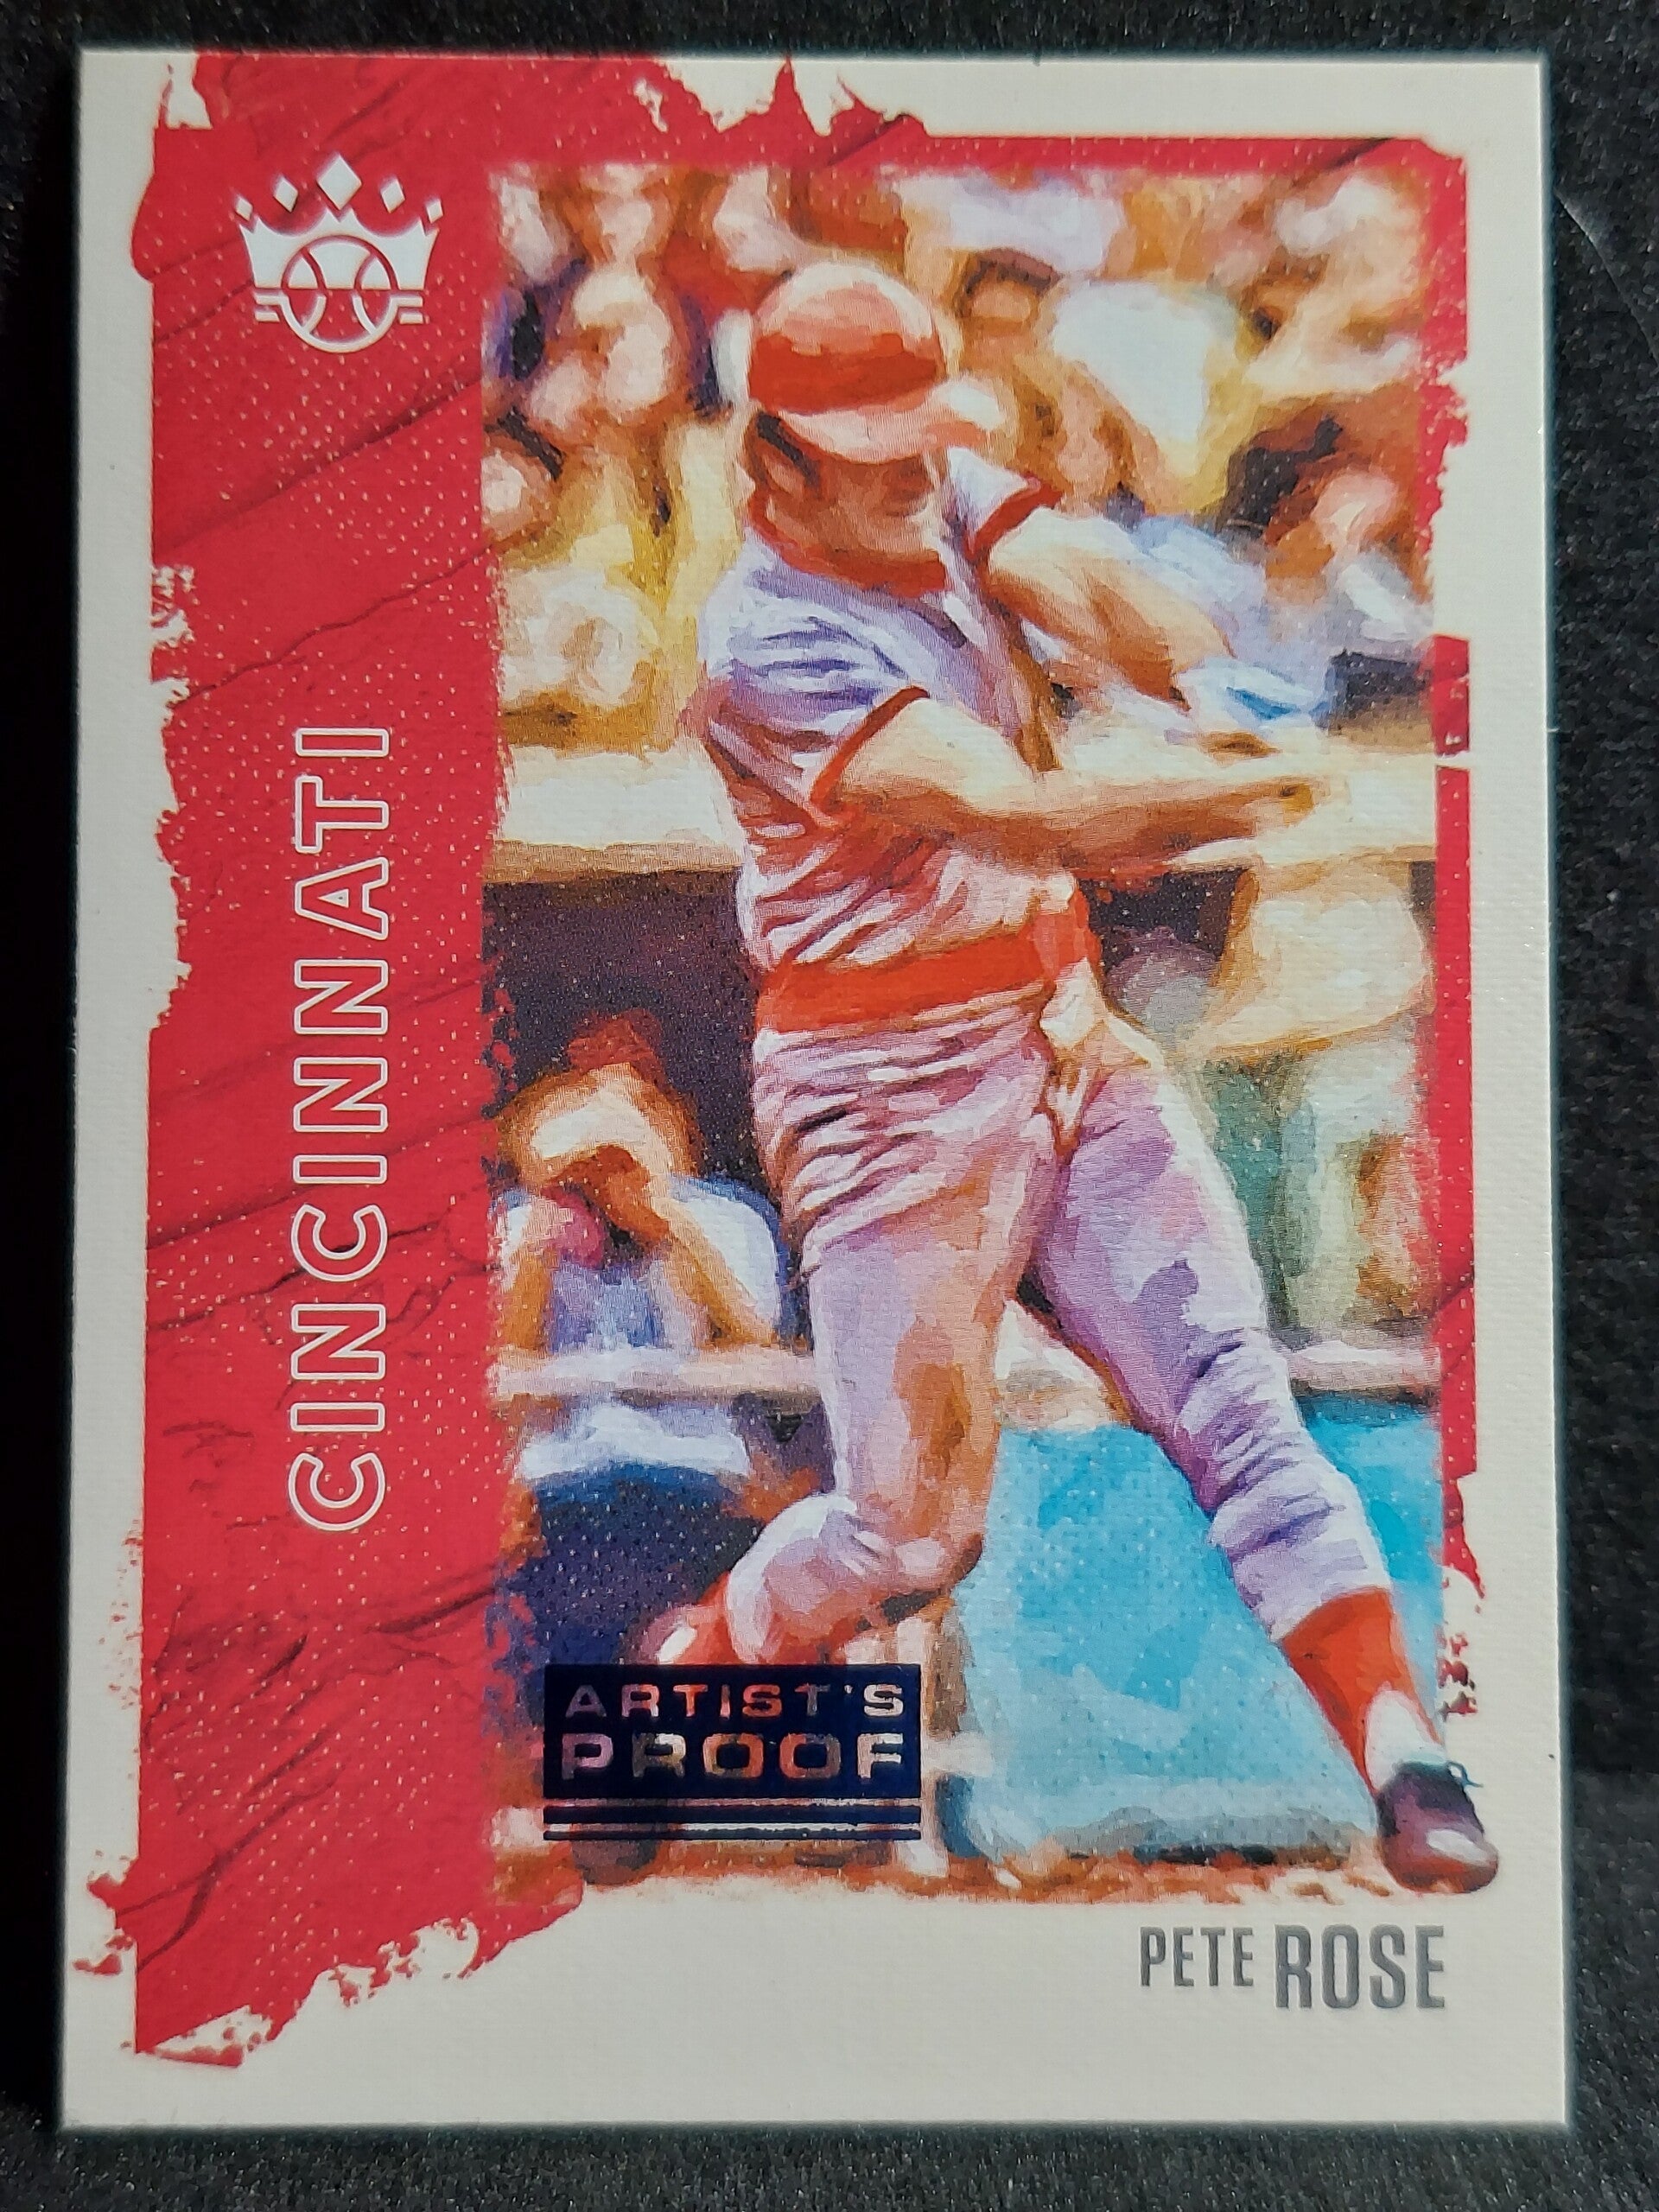 CINCINNATI
ARTIST'S
PROOF
PETE ROSE